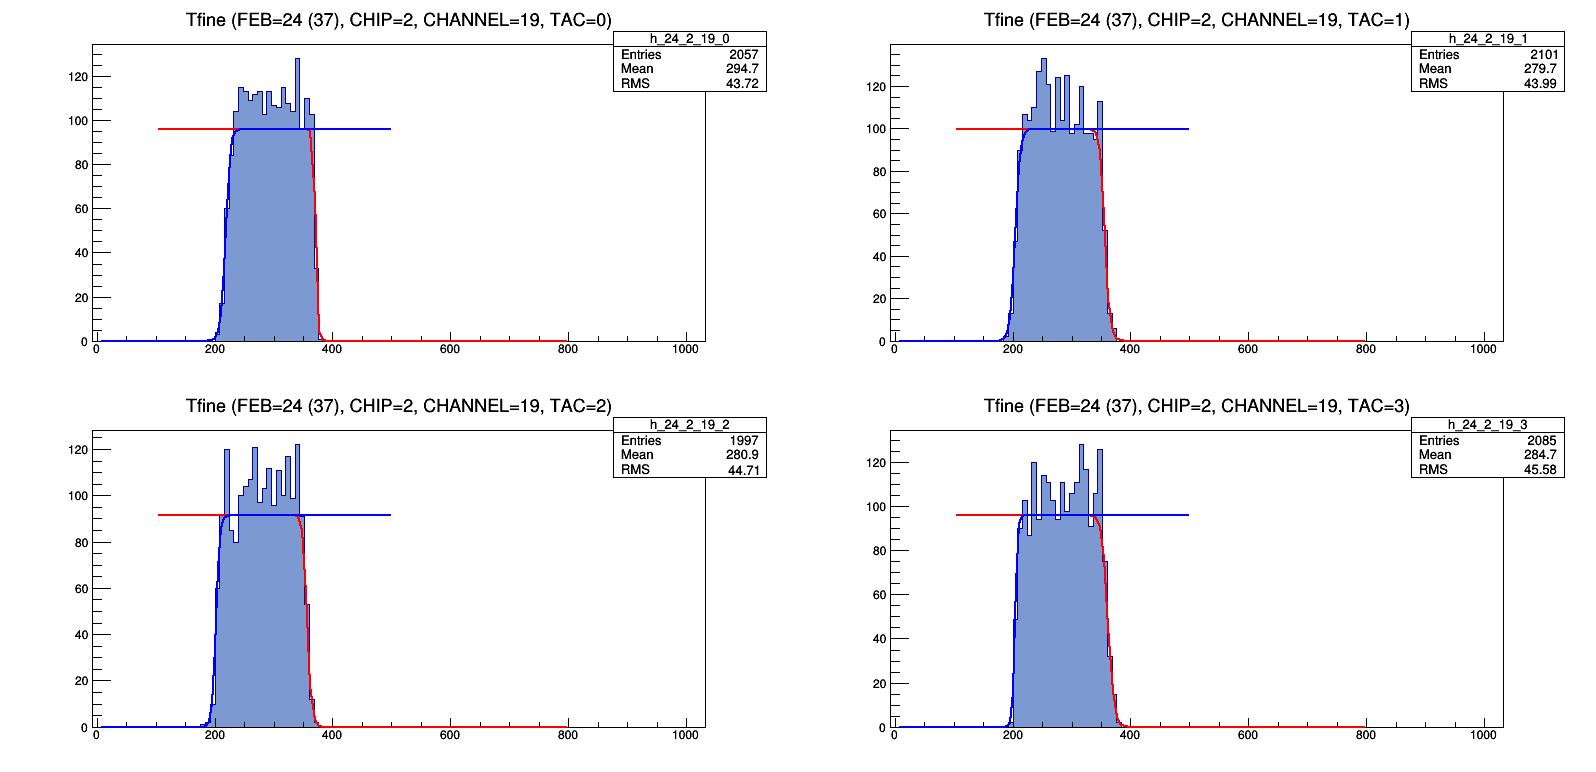 Tfine (FEB=24 (37), CHIP=2, CHANNEL=19, TAC=0)
h_24_2_19_0
Entries 2057
Mean 294.7
RMS 43.72
120
100
80
60
40
20
0
0 200 400 600 800 1000
Tfine (FEB=24 (37), CHIP=2, CHANNEL=19, TAC=1)
h_24_2_19_1
Entries 2101
Mean 279.7
RMS 43.99
120
100
80
60
40
20
0
0 200 400 600 800 1000
Tfine (FEB=24 (37), CHIP=2, CHANNEL=19, TAC=2)
h_24_2_19_2
Entries 1997
Mean 280.9
RMS 44.71
120
100
80
60
40
20
0
0 200 400 600 800 1000
Tfine (FEB=24 (37), CHIP=2, CHANNEL=19, TAC=3)
h_24_2_19_3
Entries 2085
Mean 284.7
RMS 45.58
120
100
80
60
40
20
0
0 200 400 600 800 1000